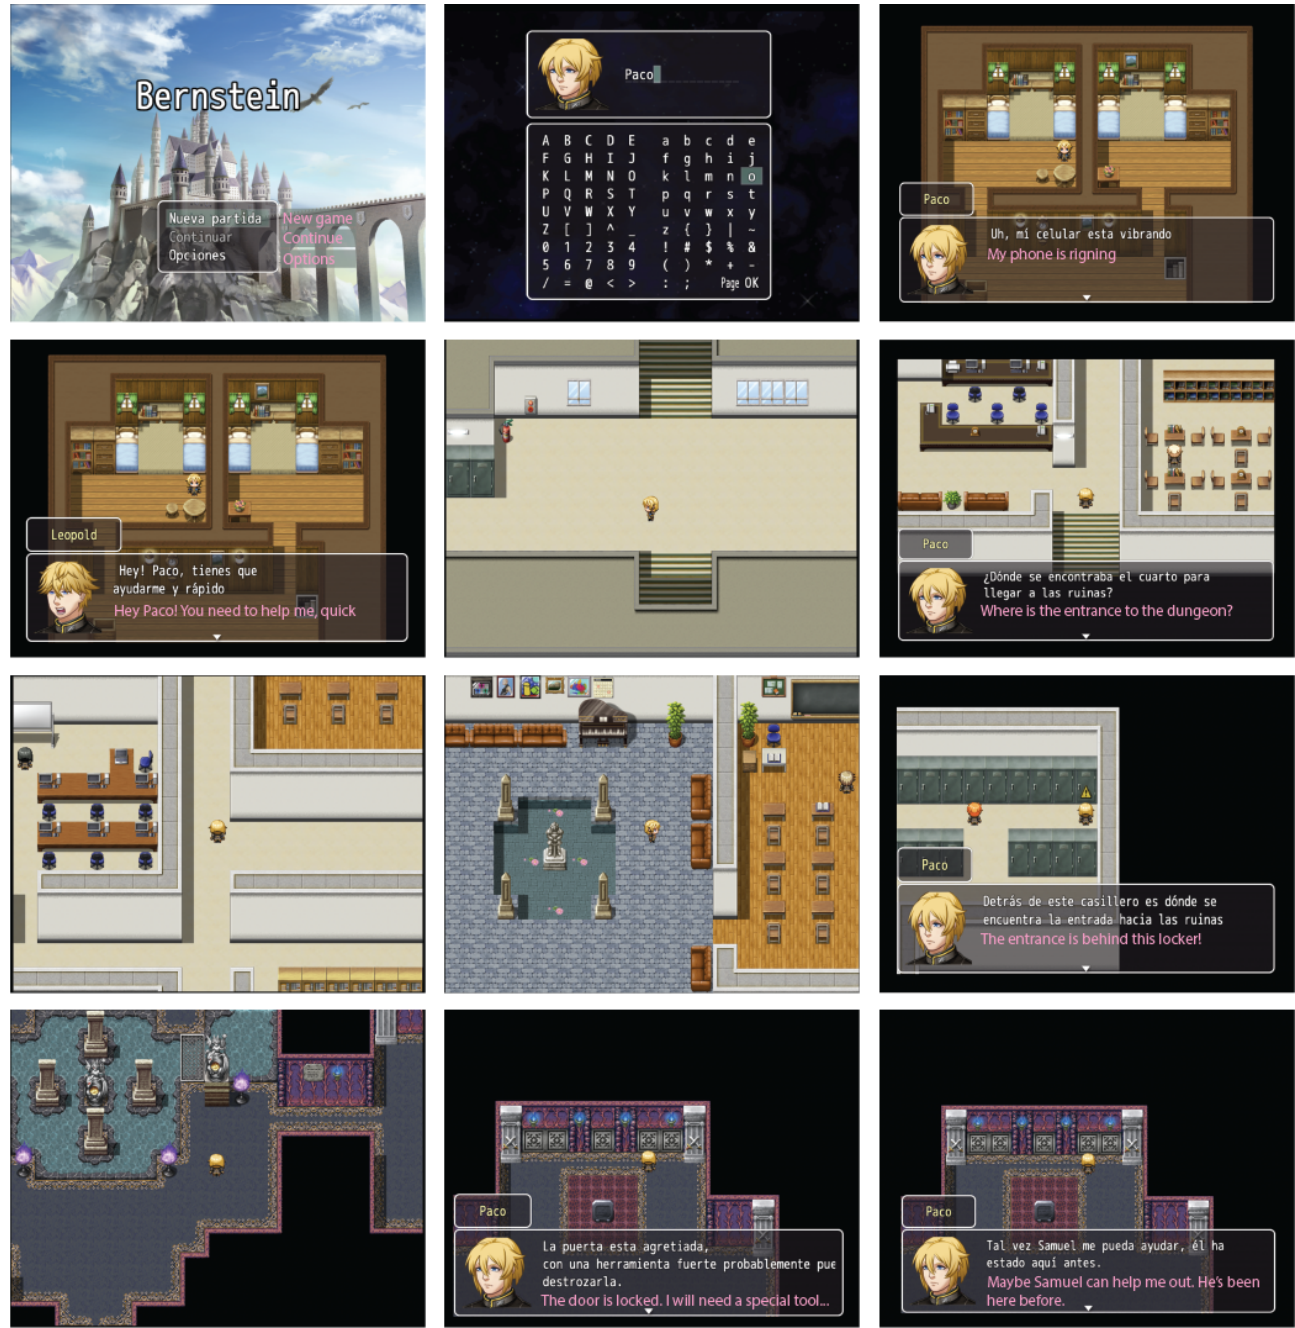 Bernstein
Nueva partida
New game
Continuar
Continue
Opciones
Options
Paco
A B C D E a b c d e
F G H I J f g h i j
K L M N O k l m n o
P Q R S T p q r s t
U V W X Y u v w x y
Z [ ] ^ _ z { } | ~
0 1 2 3 4 ! # $ % &
5 6 7 8 9 ( ) * + -
/ = @ < > : ; Page OK
Paco
Uh, mí celular esta vibrando
My phone is rigning
Leopold
Hey! Paco, tienes que
ayudarme y rápido
Hey Paco! You need to help me, quick
Paco
¿Dónde se encontraba el cuarto para
llegar a las ruinas?
Where is the entrance to the dungeon?
Paco
Detrás de este casillero es dónde se
encuentra la entrada hacia las ruinas
The entrance is behind this locker!
Paco
La puerta esta agretiada,
con una herramienta fuerte probablemente pue
destrozarla.
The door is locked. I will need a special tool...
Paco
Tal vez Samuel me pueda ayudar, él ha
estado aquí antes.
Maybe Samuel can help me out. He's been
here before.